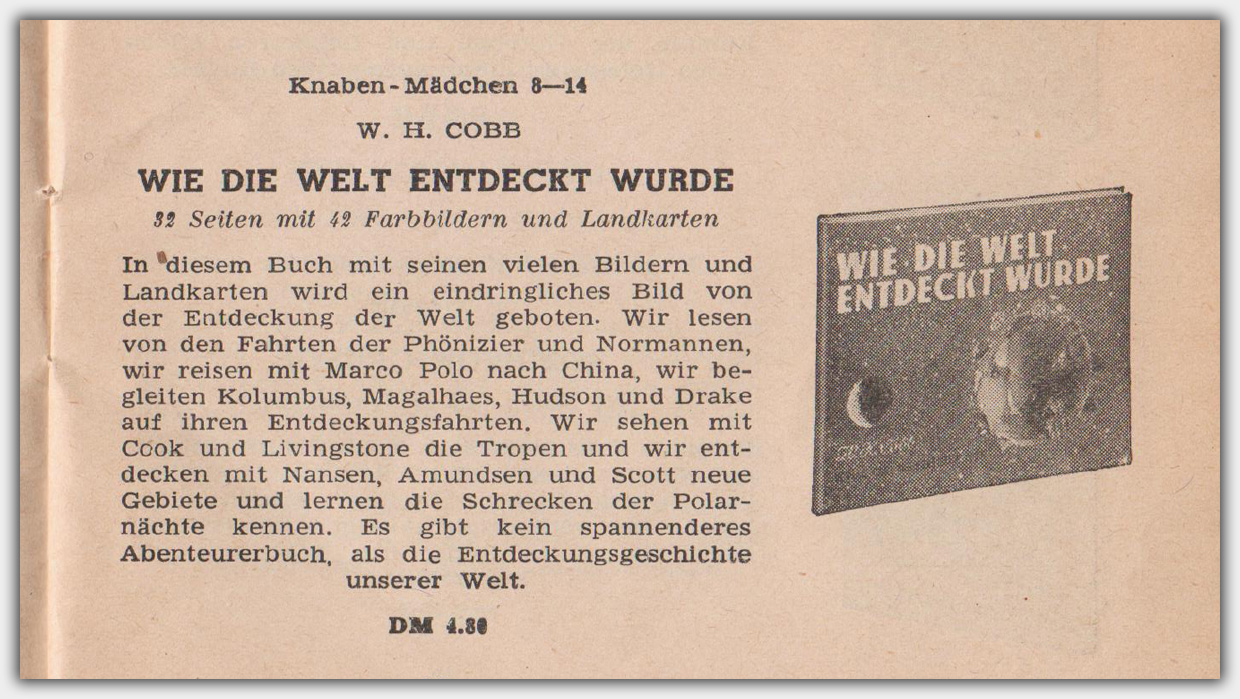 Knaben-Mädchen 8—14
W. H. COBB
WIE DIE WELT ENTDECKT WURDE
32 Seiten mit 42 Farbbildern und Landkarten
In diesem Buch mit seinen vielen Bildern und
Landkarten wird ein eindringliches Bild von
der Entdeckung der Welt geboten. Wir lesen
von den Fahrten der Phönizier und Normannen,
wir reisen mit Marco Polo nach China, wir be-
gleiten Kolumbus, Magalhaes, Hudson und Drake
auf ihren Entdeckungsfahrten. Wir sehen mit
Cook und Livingstone die Tropen und wir ent-
decken mit Nansen, Amundsen und Scott neue
Gebiete und lernen die Schrecken der Polar-
nächte kennen. Es gibt kein spannenderes
Abenteurerbuch, als die Entdeckungsgeschichte
unserer Welt.
DM 4.80
WIE DIE WELT
ENTDECKT WURDE